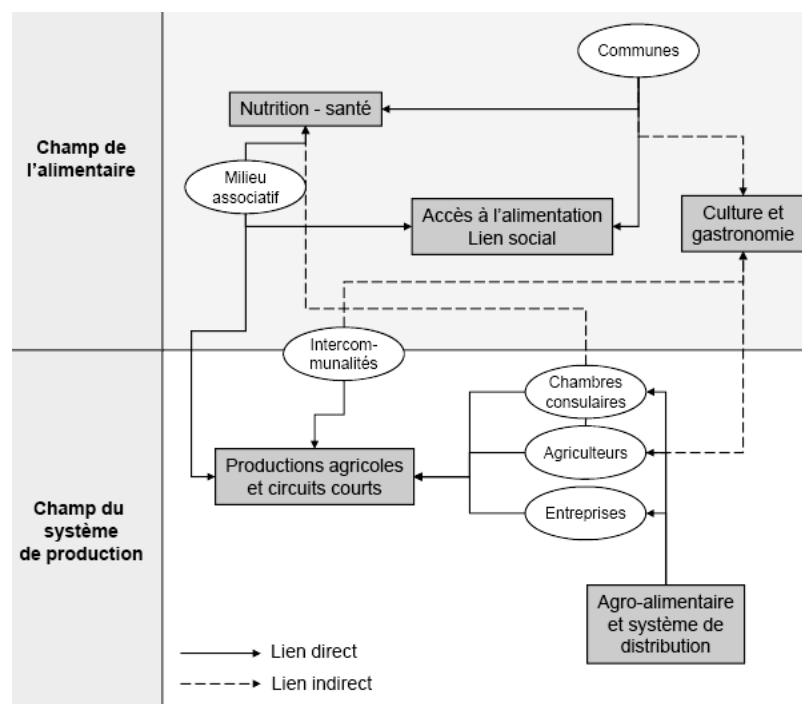 Communes
Nutrition - santé
Champ de
l'alimentaire
Milieu
associatif
Accès à l'alimentation
Lien social
Culture et
gastronomie
Intercom-
munalités
Chambres
consulaires
Agriculteurs
Productions agricoles
et circuits courts
Entreprises
Champ du
système
de production
Agro-alimentaire
et système de
distribution
Lien direct
Lien indirect